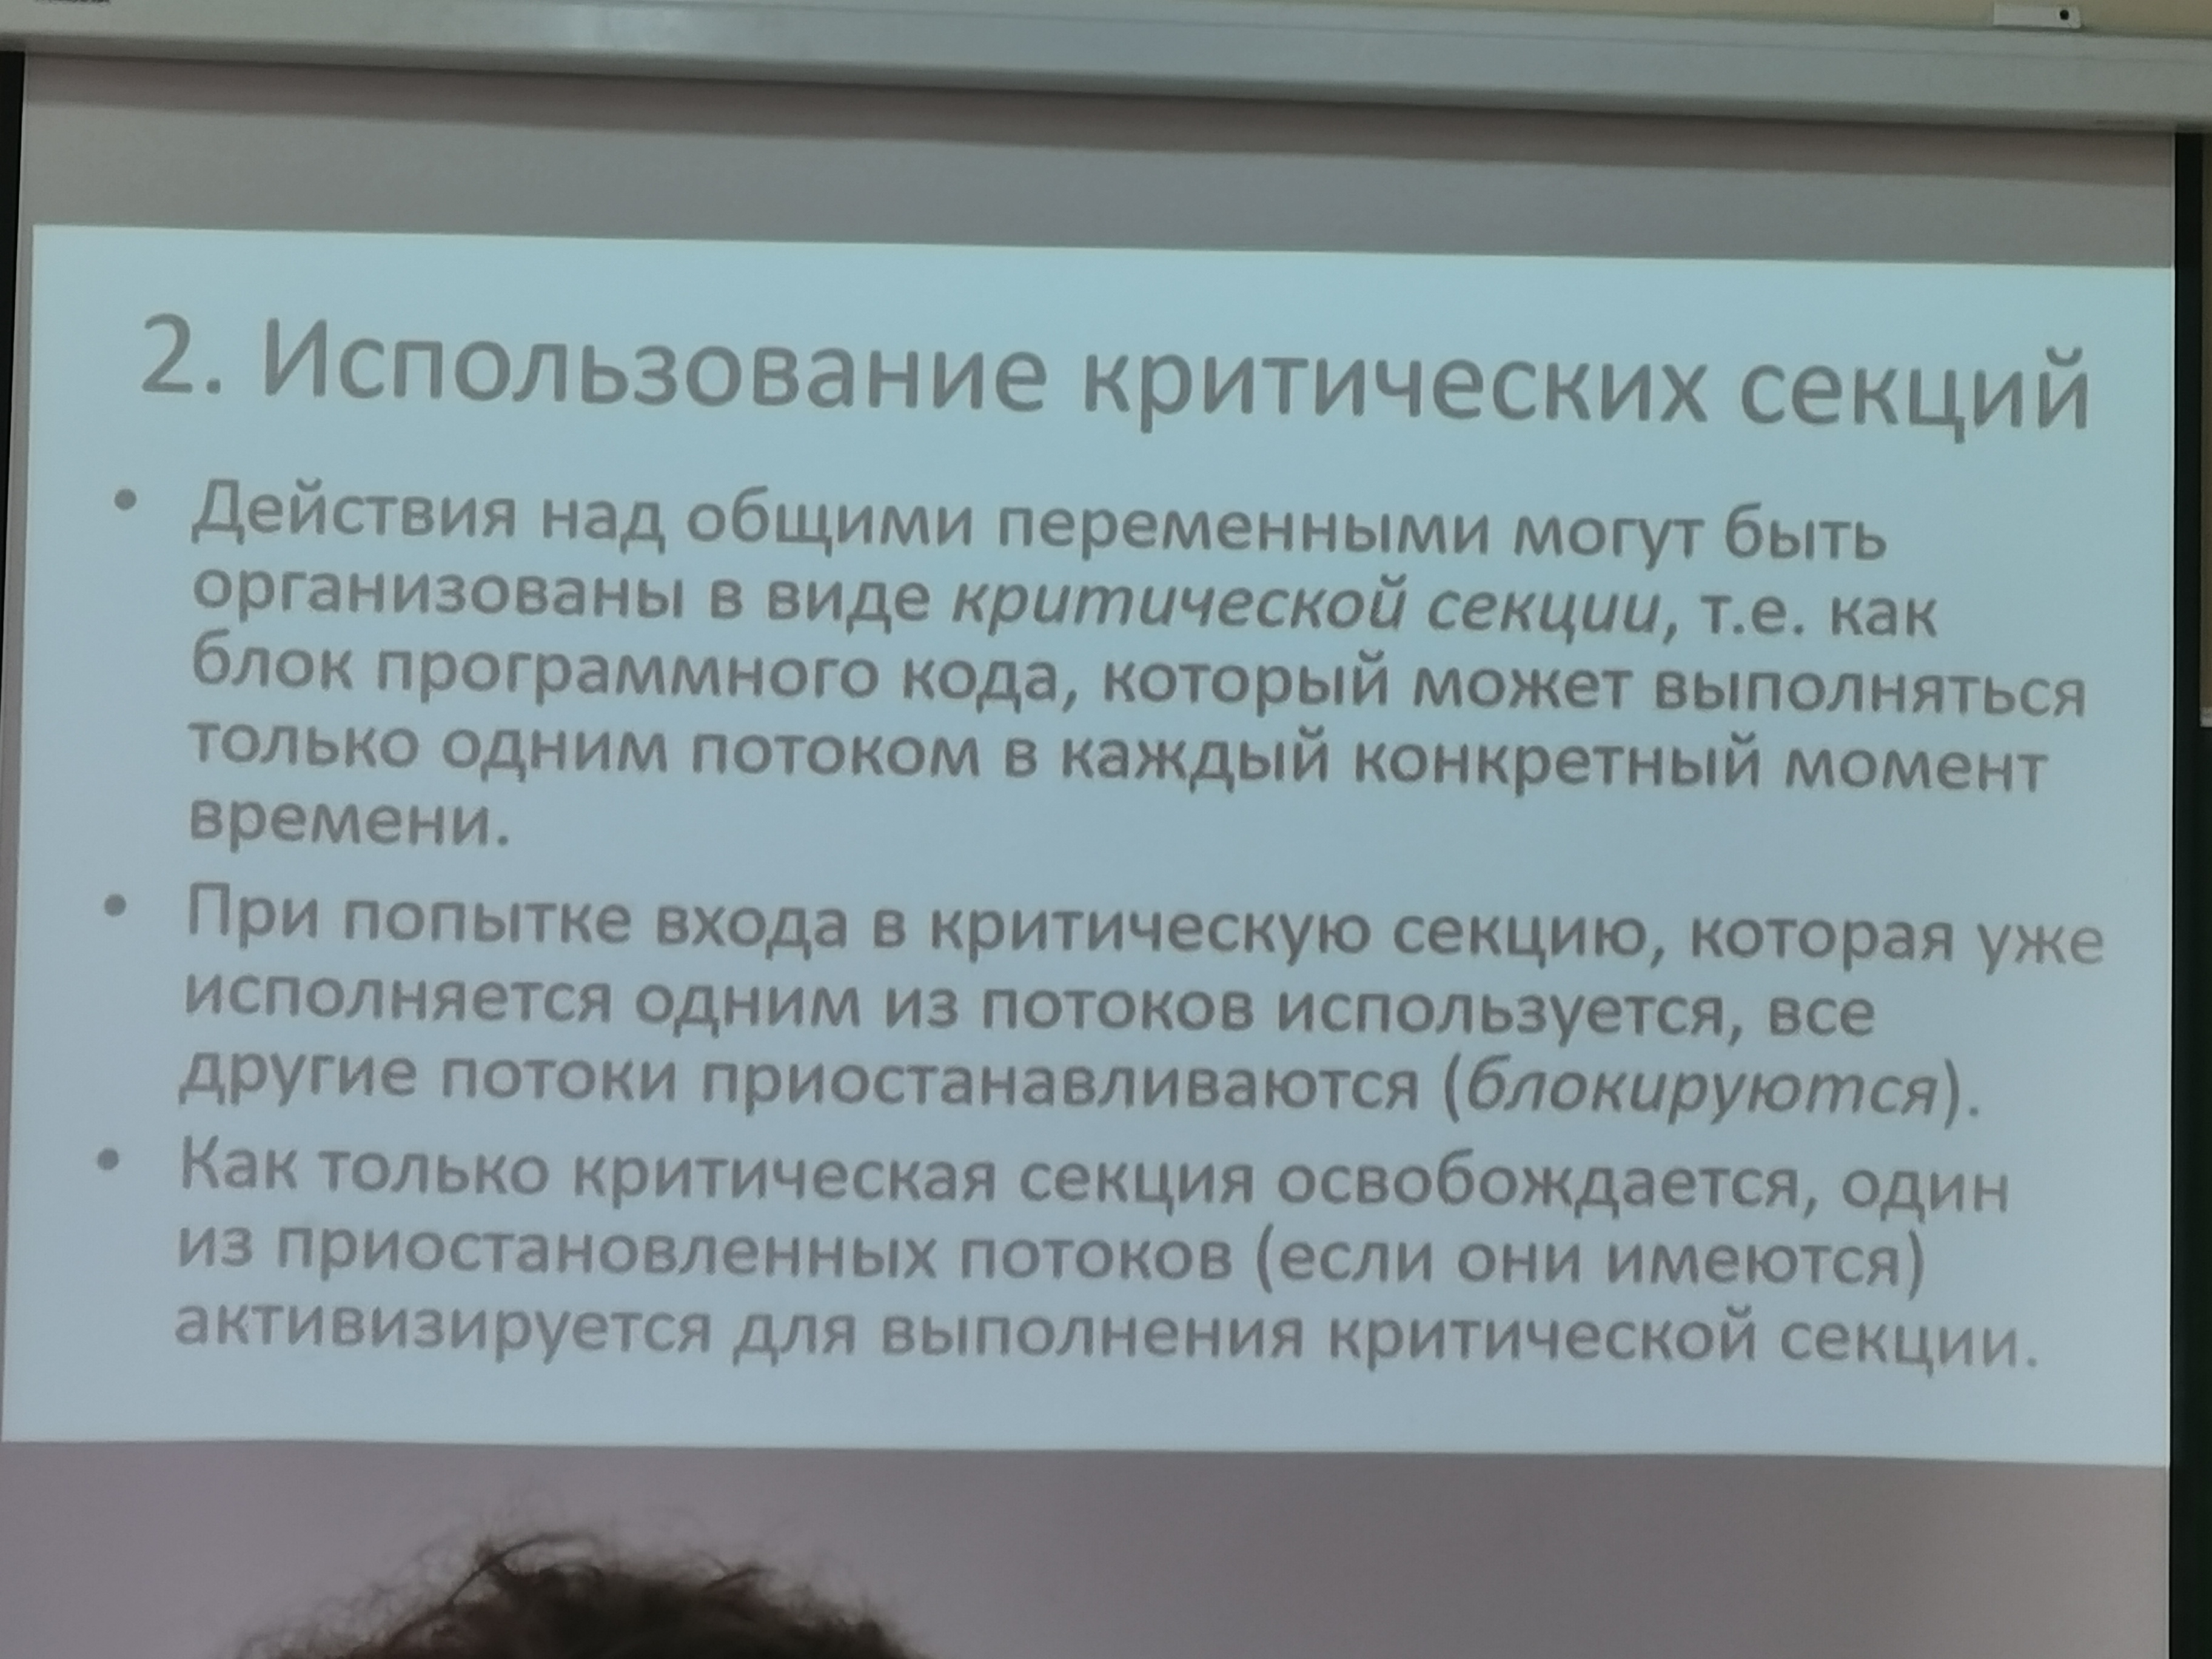 2. Использование критических секций
• Действия над общими переменными могут быть
организованы в виде критической секции, т.е. как
блок программного кода, который может выполняться
только одним потоком в каждый конкретный момент
времени.
• При попытке входа в критическую секцию, которая уже
исполняется одним из потоков используется, все
другие потоки приостанавливаются (блокируются).
• Как только критическая секция освобождается, один
из приостановленных потоков (если они имеются)
активизируется для выполнения критической секции.